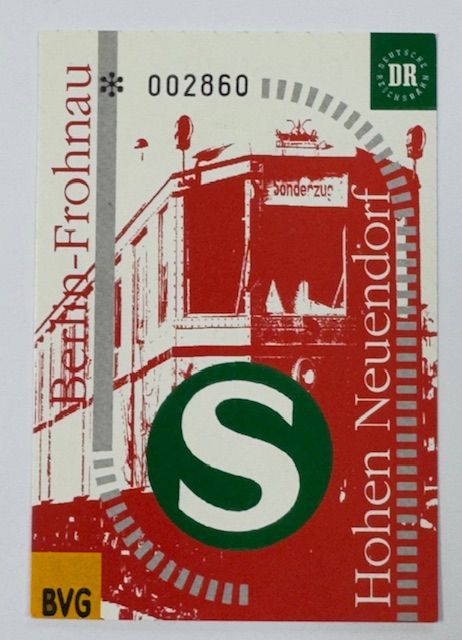 * 002860
DEUTSCHE REICHSBAHN
DR
Berlin-Frohnau
Sonderzug
Hohen Neuendorf
S
BVG